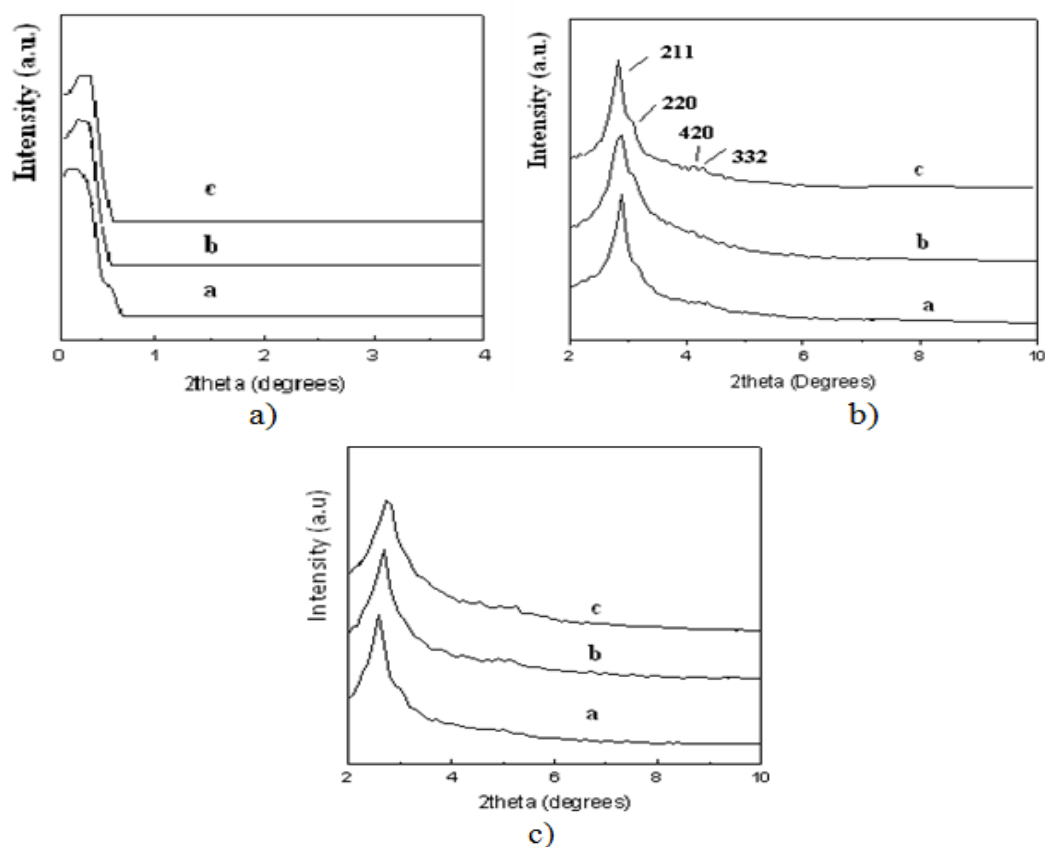 Intensity (a.u.)
c
b
a
0 1 2 3 4
2theta (degrees)
a)
Intensity (a.u.)
211
220
420
332
c
b
a
2 4 6 8 10
2theta (Degrees)
b)
Intensity (a.u)
c
b
a
2 4 6 8 10
2theta (degrees)
c)